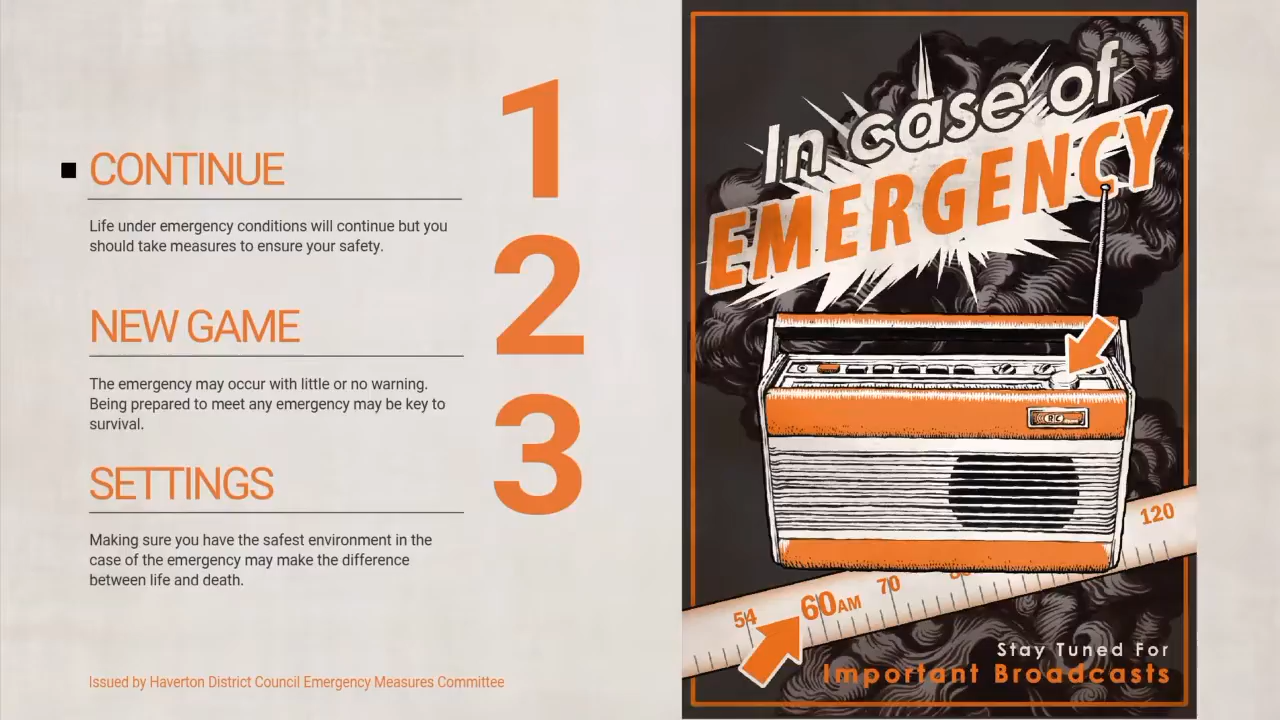 CONTINUE
1
Life under emergency conditions will continue but you
should take measures to ensure your safety.
NEW GAME
2
The emergency may occur with little or no warning.
Being prepared to meet any emergency may be key to
survival.
SETTINGS
3
Making sure you have the safest environment in the
case of the emergency may make the difference
between life and death.
Issued by Haverton District Council Emergency Measures Committee
In case of
EMERGENCY
54 60AM 70 120
Stay Tuned For
Important Broadcasts